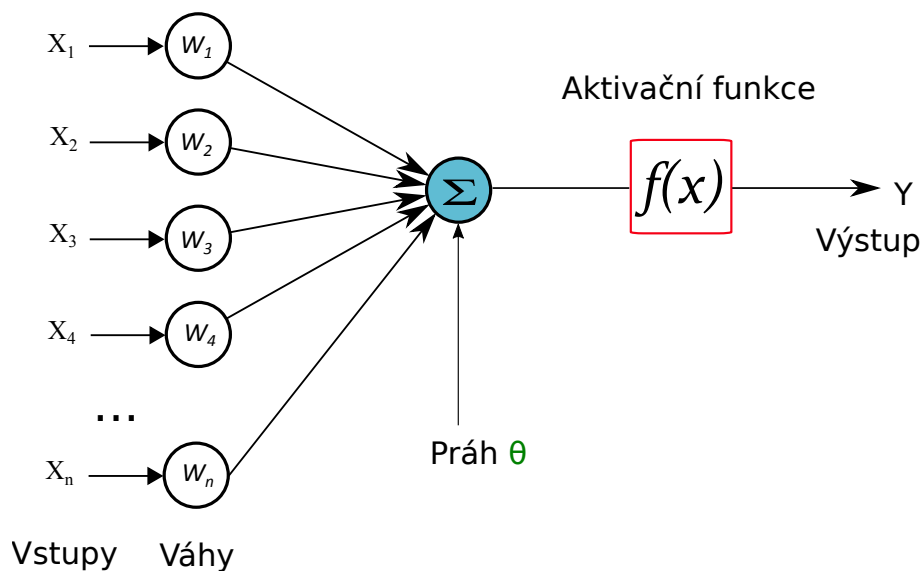 X₁ W₁
Aktivační funkce
X₂ W₂
Σ f(x) Y
X₃ W₃ Výstup
X₄ W₄
...
Práh θ
Xₙ Wₙ
Vstupy Váhy